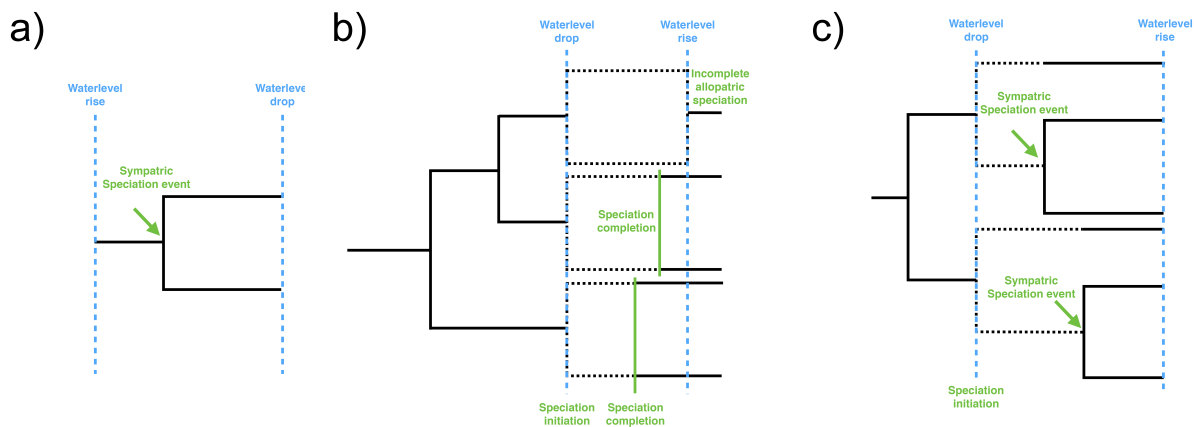 a)
Waterlevel
rise
Waterleve
drop
Sympatric
Speciation event
b)
Waterlevel
drop
Waterlevel
rise
Incomplete
allopatric
speciation
Speciation
completion
Speciation
initiation
Speciation
completion
c)
Waterlevel
drop
Waterlevel
rise
Sympatric
Speciation event
Sympatric
Speciation event
Speciation
initiation